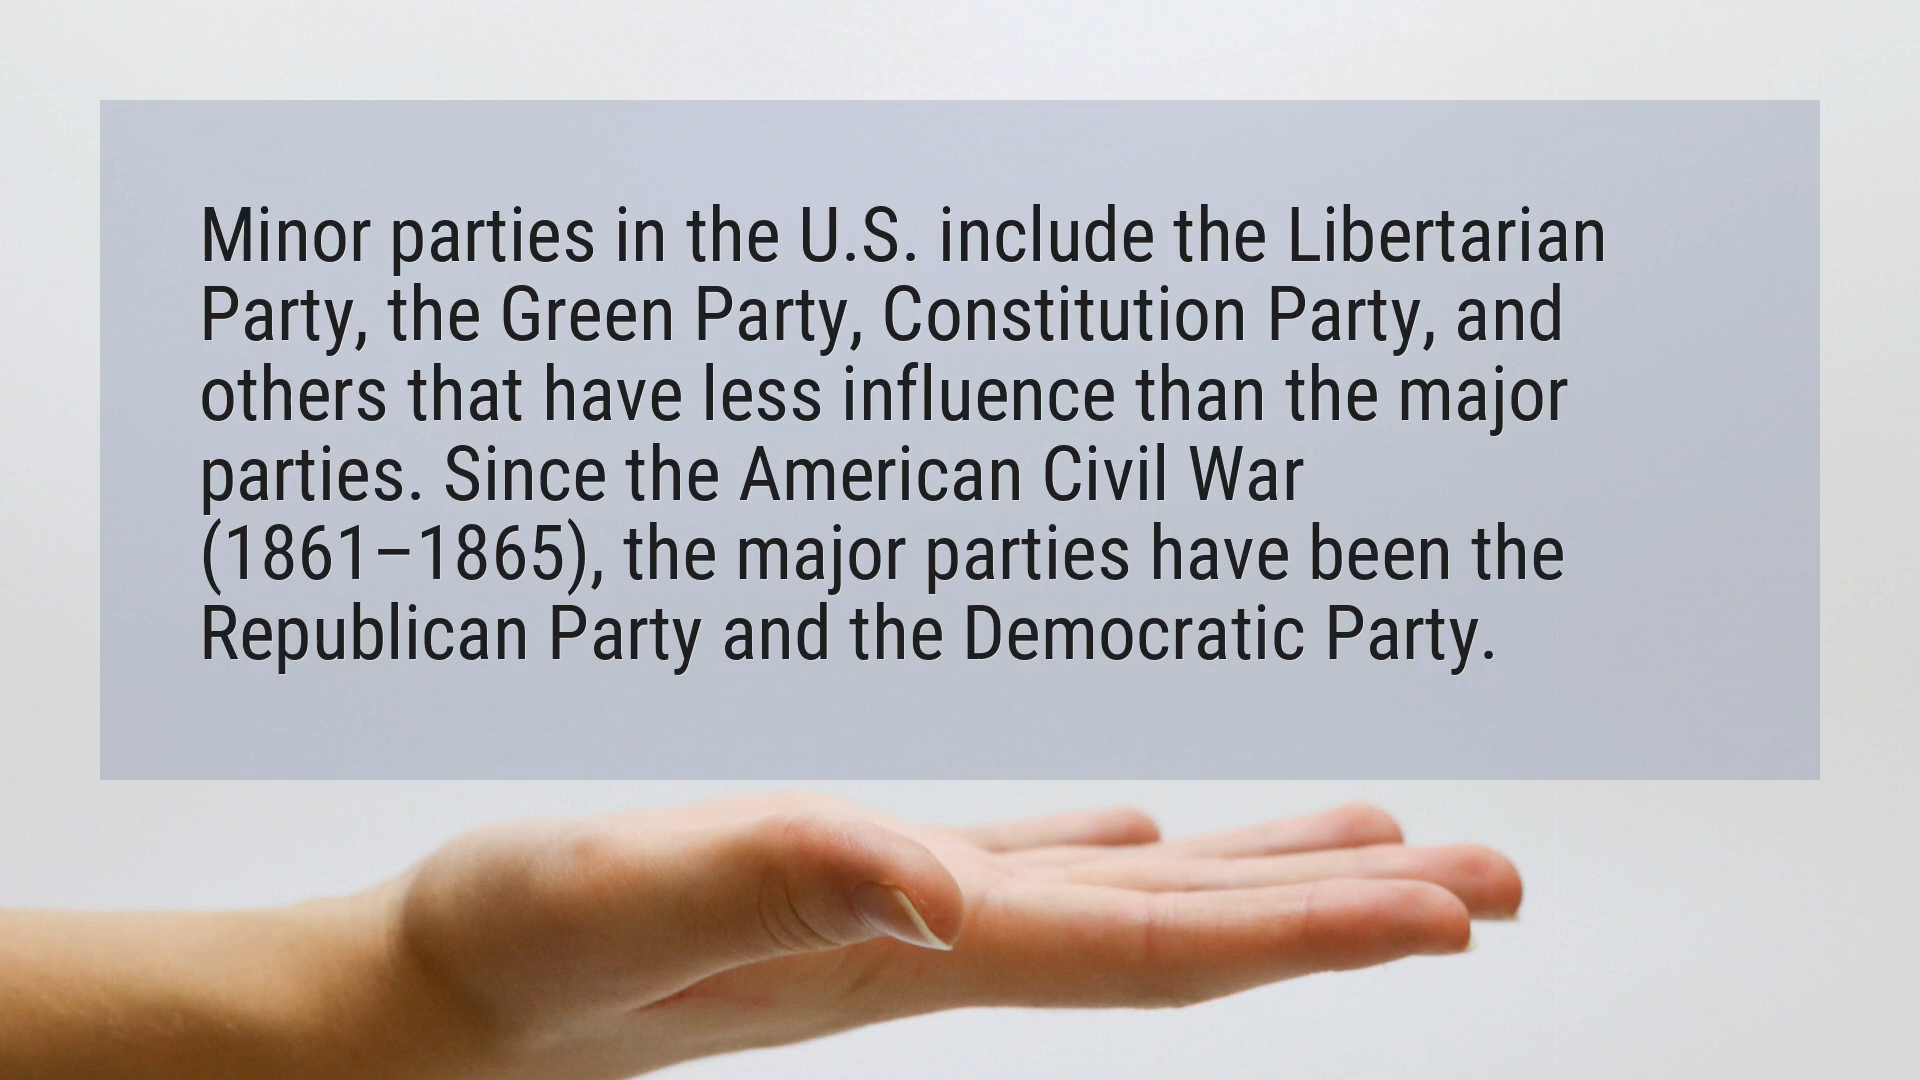 Minor parties in the U.S. include the Libertarian
Party, the Green Party, Constitution Party, and
others that have less influence than the major
parties. Since the American Civil War
(1861–1865), the major parties have been the
Republican Party and the Democratic Party.